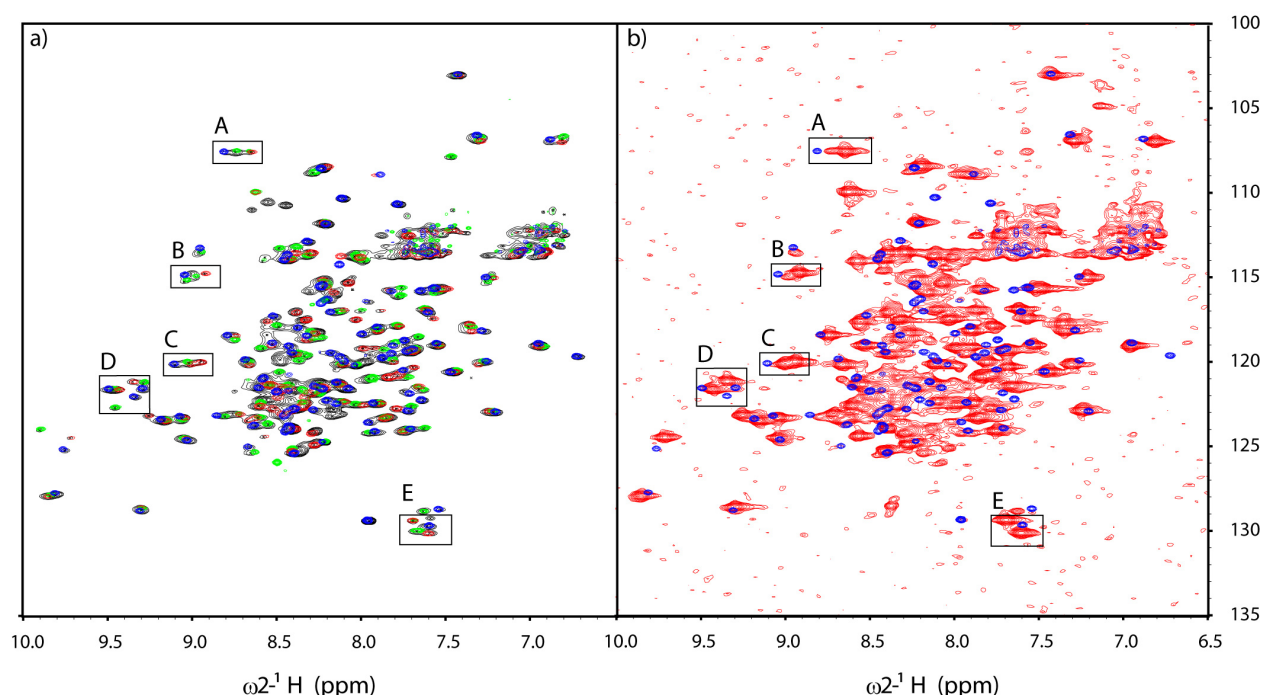 a)
b)
A
B
C
D
E
A
B
C
D
E
100
105
110
115
120
125
130
135
10.0 9.5 9.0 8.5 8.0 7.5 7.0 10.0 9.5 9.0 8.5 8.0 7.5 7.0 6.5
ω2-¹ H (ppm) ω2-¹ H (ppm)